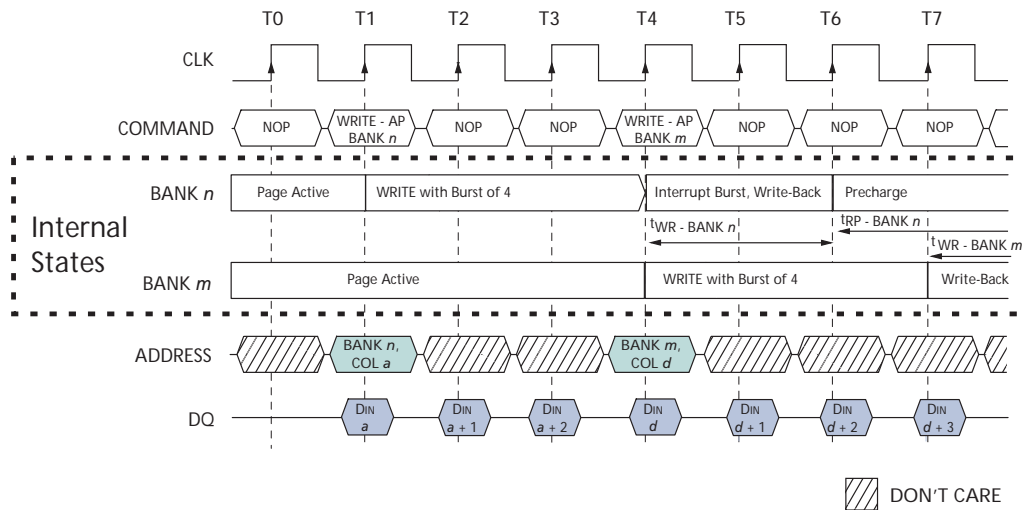 T0 T1 T2 T3 T4 T5 T6 T7
CLK
COMMAND NOP WRITE - AP BANK n NOP NOP WRITE - AP BANK m NOP NOP NOP
Internal States
BANK n Page Active WRITE with Burst of 4 Interrupt Burst, Write-Back Precharge
tWR - BANK n tRP - BANK n
tWR - BANK m
BANK m Page Active WRITE with Burst of 4 Write-Back
ADDRESS BANK n, COL a BANK m, COL d
DQ DIN a DIN a + 1 DIN a + 2 DIN d DIN d + 1 DIN d + 2 DIN d + 3
DON'T CARE